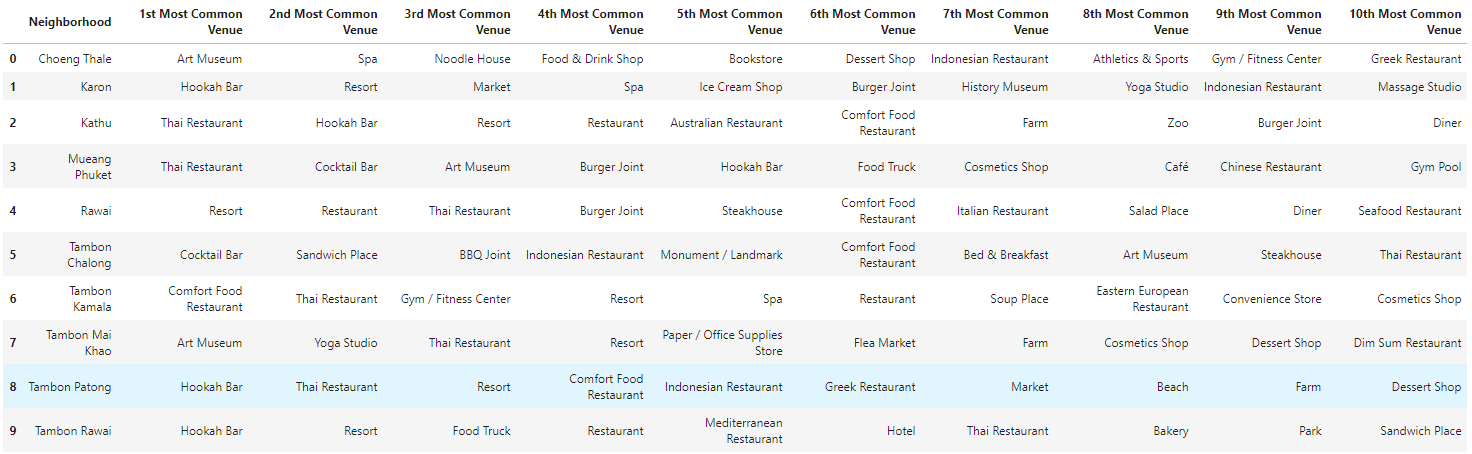 Neighborhood 1st Most Common Venue 2nd Most Common Venue 3rd Most Common Venue 4th Most Common Venue 5th Most Common Venue 6th Most Common Venue 7th Most Common Venue 8th Most Common Venue 9th Most Common Venue 10th Most Common Venue
0 Choeng Thale Art Museum Spa Noodle House Food & Drink Shop Bookstore Dessert Shop Indonesian Restaurant Athletics & Sports Gym / Fitness Center Greek Restaurant
1 Karon Hookah Bar Resort Market Spa Ice Cream Shop Burger Joint History Museum Yoga Studio Indonesian Restaurant Massage Studio
2 Kathu Thai Restaurant Hookah Bar Resort Restaurant Australian Restaurant Comfort Food Restaurant Farm Zoo Burger Joint Diner
3 Mueang Phuket Thai Restaurant Cocktail Bar Art Museum Burger Joint Hookah Bar Food Truck Cosmetics Shop Café Chinese Restaurant Gym Pool
4 Rawai Resort Restaurant Thai Restaurant Burger Joint Steakhouse Comfort Food Restaurant Italian Restaurant Salad Place Diner Seafood Restaurant
5 Tambon Chalong Cocktail Bar Sandwich Place BBQ Joint Indonesian Restaurant Monument / Landmark Comfort Food Restaurant Bed & Breakfast Art Museum Steakhouse Thai Restaurant
6 Tambon Kamala Comfort Food Restaurant Thai Restaurant Gym / Fitness Center Resort Spa Restaurant Soup Place Eastern European Restaurant Convenience Store Cosmetics Shop
7 Tambon Mai Khao Art Museum Yoga Studio Thai Restaurant Resort Paper / Office Supplies Store Flea Market Farm Cosmetics Shop Dessert Shop Dim Sum Restaurant
8 Tambon Patong Hookah Bar Thai Restaurant Resort Comfort Food Restaurant Indonesian Restaurant Greek Restaurant Market Beach Farm Dessert Shop
9 Tambon Rawai Hookah Bar Resort Food Truck Restaurant Mediterranean Restaurant Hotel Thai Restaurant Bakery Park Sandwich Place